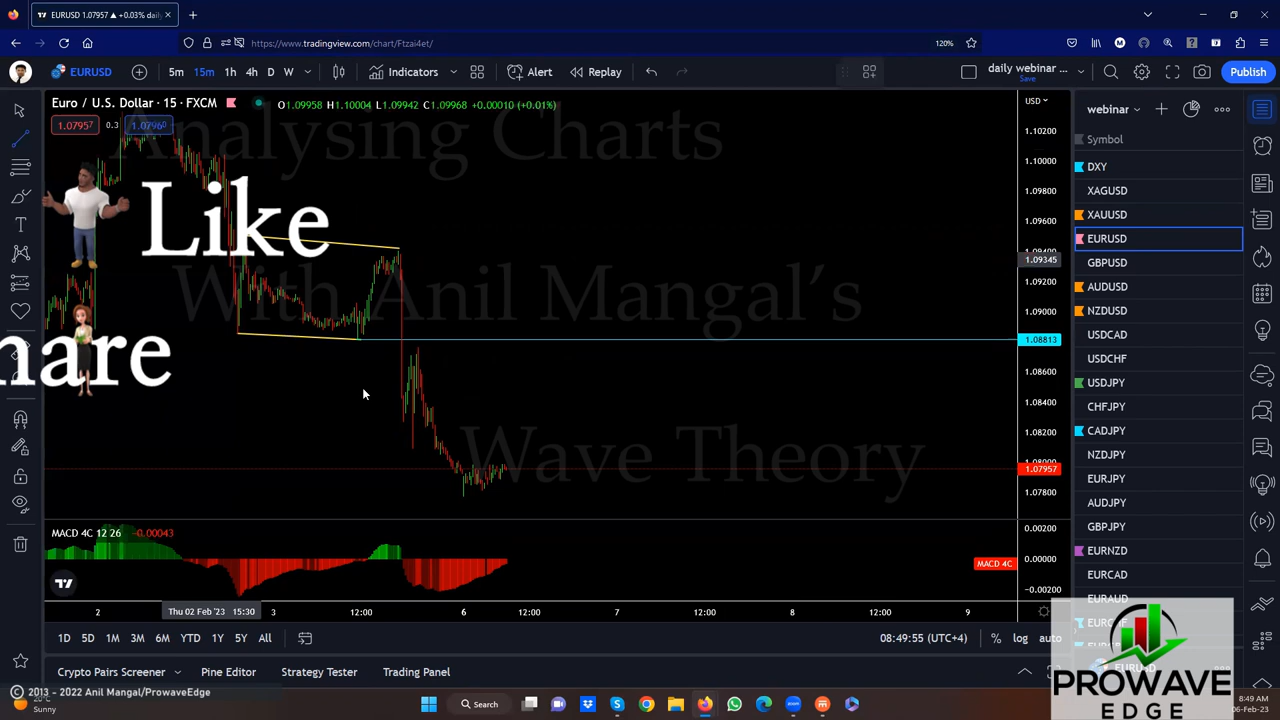 EURUSD 1.07957 ▲ +0.03% daily
https://www.tradingview.com/chart/Ftzai4et/
120%
EURUSD
5m 15m 1h 4h D W
Indicators
Alert
Replay
daily webinar ...
Save
Publish
Euro / U.S. Dollar · 15 · FXCM
O1.09958 H1.10004 L1.09942 C1.09968 +0.00010 (+0.01%)
1.07957 0.3 1.07960
USD
Analysing Charts
With Anil Mangal's
Wave Theory
Like
hare
1.10200
1.10000
1.09800
1.09600
1.09400
1.09345
1.09200
1.09000
1.08813
1.08600
1.08400
1.08200
1.08000
1.07957
1.07800
MACD 4C 12 26 -0.00043
0.00200
0.00000
MACD 4C
-0.00200
2 Thu 02 Feb '23 15:30 3 12:00 6 12:00 7 12:00 8 12:00 9
1D 5D 1M 3M 6M YTD 1Y 5Y All
08:49:55 (UTC+4) % log auto
Crypto Pairs Screener Pine Editor Strategy Tester Trading Panel
webinar
Symbol
DXY
XAGUSD
XAUUSD
EURUSD
GBPUSD
AUDUSD
NZDUSD
USDCAD
USDCHF
USDJPY
CHFJPY
CADJPY
NZDJPY
EURJPY
AUDJPY
GBPJPY
EURNZD
EURCAD
EURAUD
EURCHF
EURUSD
© 2013 - 2022 Anil Mangal/ProwaveEdge
Sunny
Search
8:49 AM
06-Feb-23
PROWAVE
EDGE